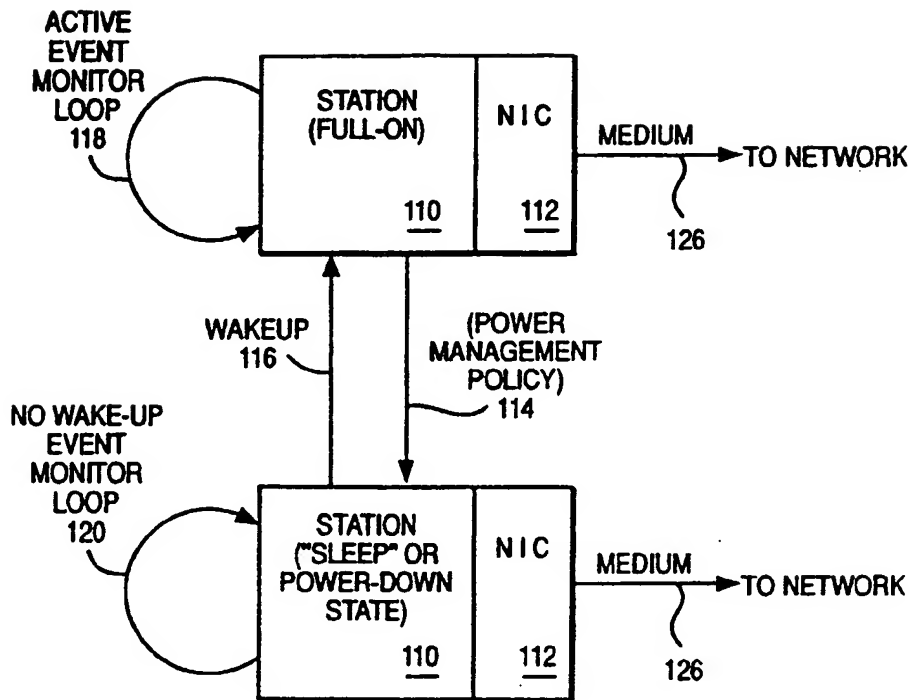 ACTIVE
EVENT
MONITOR
LOOP
118
STATION
(FULL-ON)
110
NIC
112
MEDIUM
126
TO NETWORK
WAKEUP
116
(POWER
MANAGEMENT
POLICY)
114
NO WAKE-UP
EVENT
MONITOR
LOOP
120
STATION
("SLEEP" OR
POWER-DOWN
STATE)
110
NIC
112
MEDIUM
126
TO NETWORK